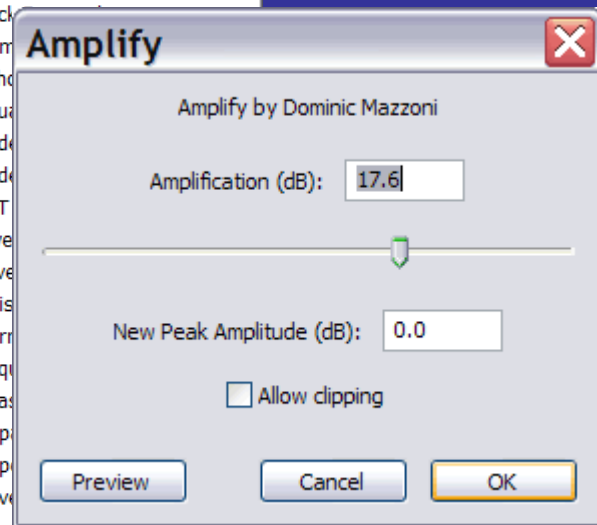 Amplify
Amplify by Dominic Mazzoni
Amplification (dB): 17.6
New Peak Amplitude (dB): 0.0
Allow clipping
Preview Cancel OK